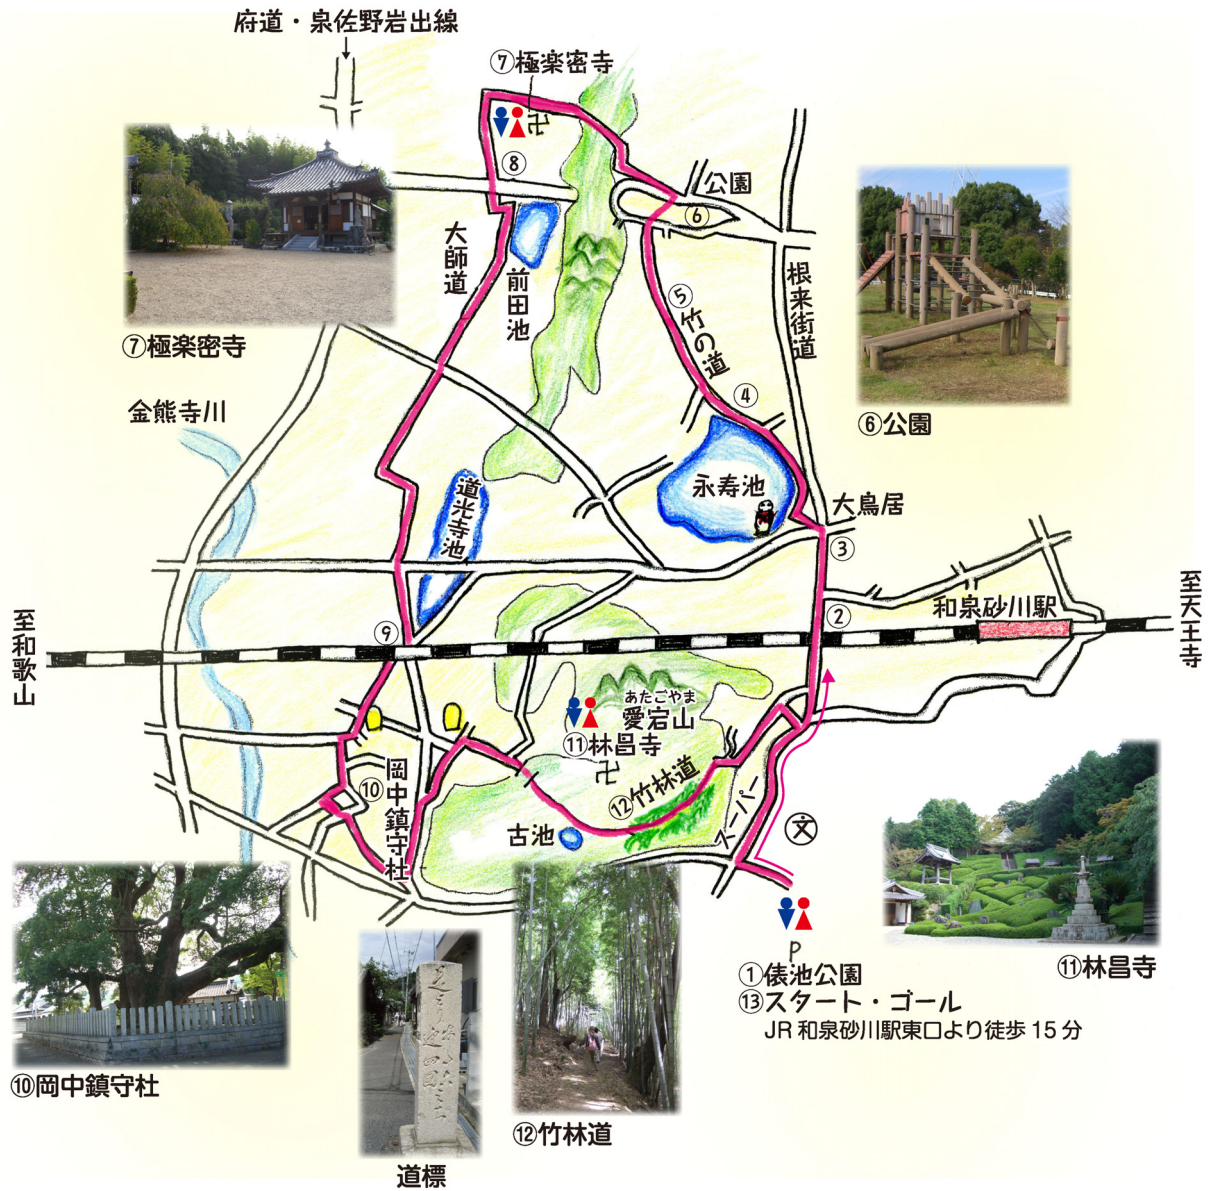 府道・泉佐野岩出線
⑦極楽密寺
⑧
公園
⑥
大師道
前田池
⑤竹の道
根来街道
④
⑦極楽密寺
金熊寺川
⑥公園
永寿池
大鳥居
道光寺池
③
至和歌山
⑨
②
和泉砂川駅
至天王寺
あたごやま
愛宕山
⑪林昌寺
⑩岡中鎮守社
⑫竹林道
スーパー
古池
文
P
①俵池公園
⑬スタート・ゴール
JR和泉砂川駅東口より徒歩15分
⑪林昌寺
⑩岡中鎮守社
⑫竹林道
道標